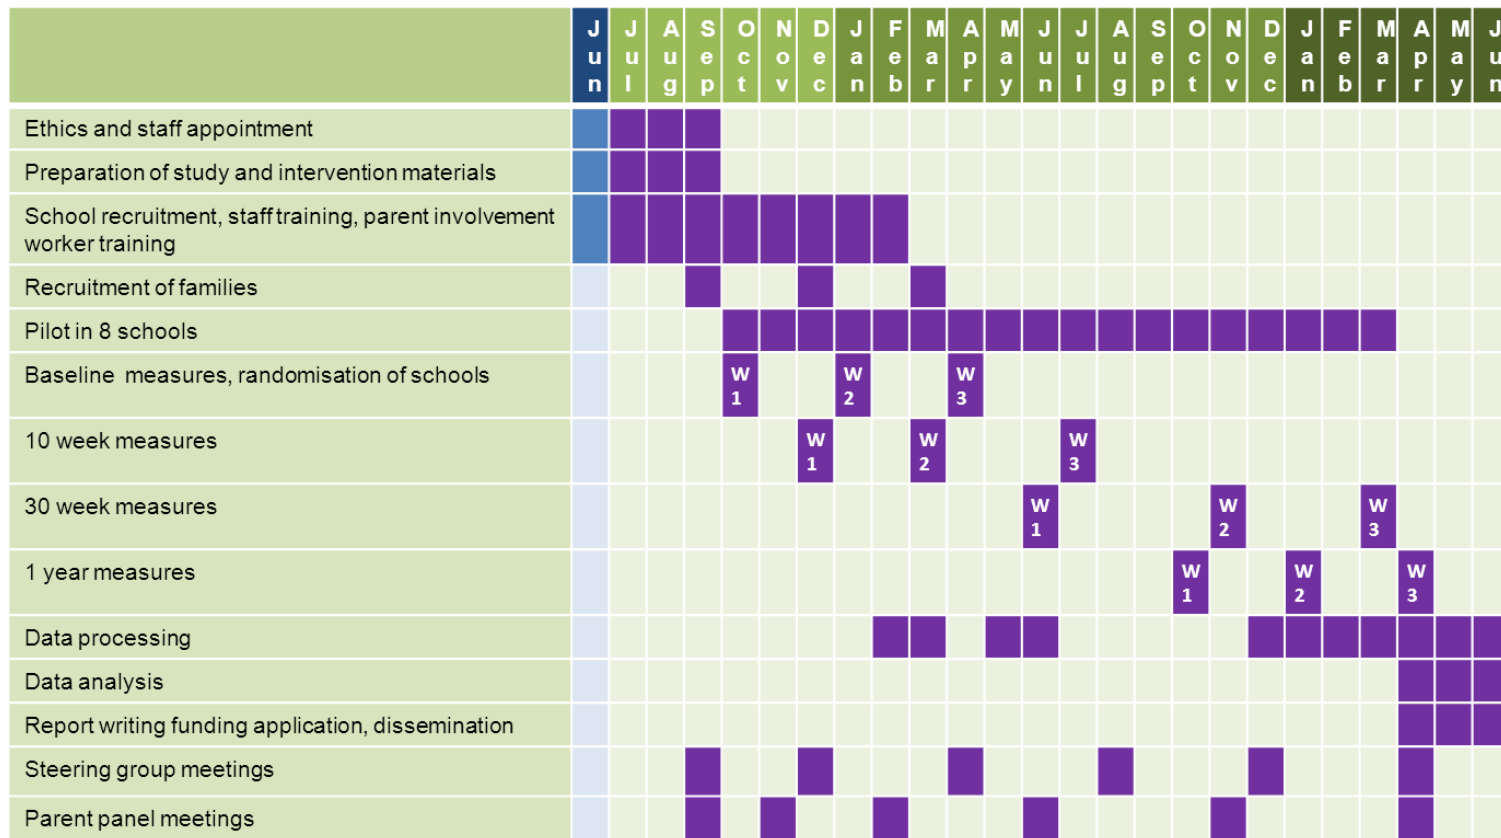 Jun Jul Aug Sep Oct Nov Dec Jan Feb Mar Apr May Jun Jul Aug Sep Oct Nov Dec Jan Feb Mar Apr May Jun
Ethics and staff appointment
Preparation of study and intervention materials
School recruitment, staff training, parent involvement
worker training
Recruitment of families
Pilot in 8 schools
Baseline measures, randomisation of schools
W1 W2 W3
10 week measures
W1 W2 W3
30 week measures
W1 W2 W3
1 year measures
W1 W2 W3
Data processing
Data analysis
Report writing funding application, dissemination
Steering group meetings
Parent panel meetings